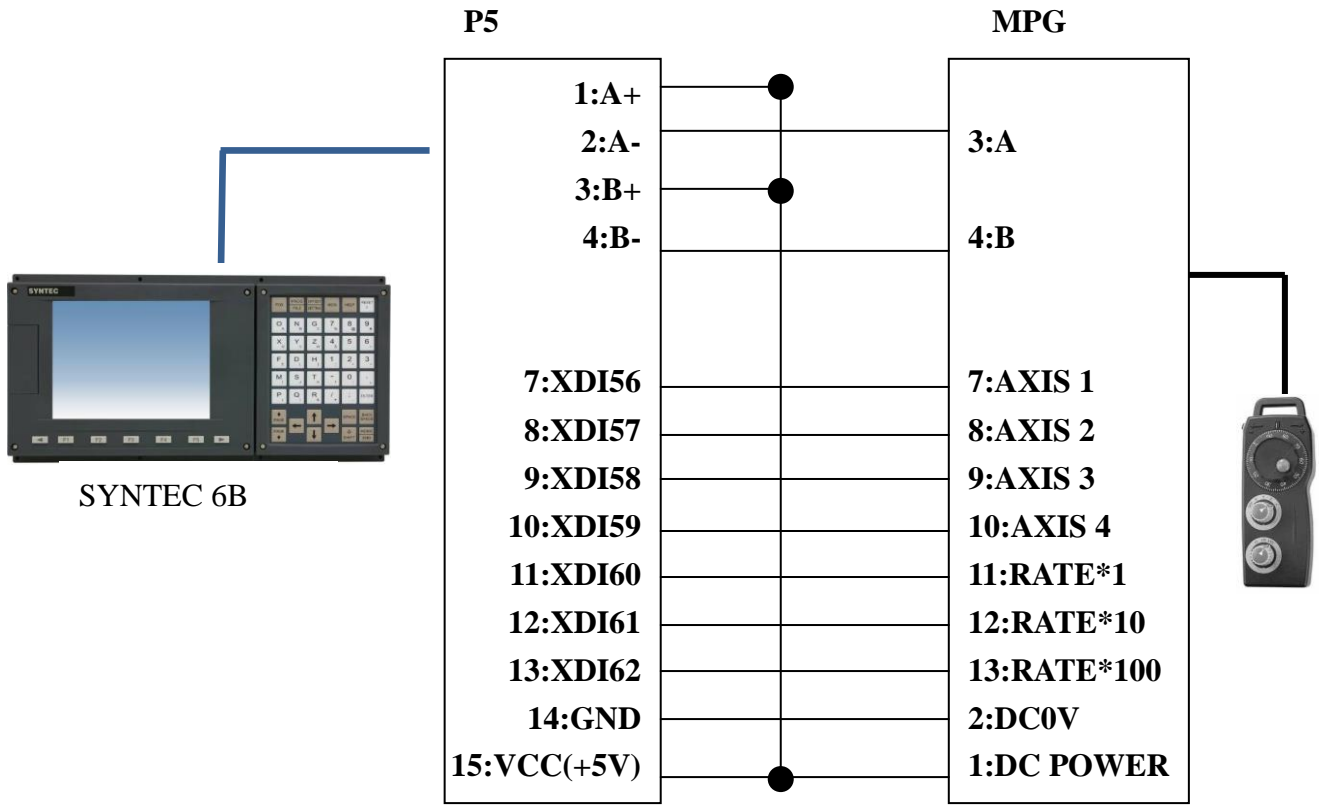 P5 MPG
1:A+
2:A- 3:A
3:B+
4:B- 4:B
SYNTEC
7:XDI56 7:AXIS 1
8:XDI57 8:AXIS 2
9:XDI58 9:AXIS 3
SYNTEC 6B
10:XDI59 10:AXIS 4
11:XDI60 11:RATE*1
12:XDI61 12:RATE*10
13:XDI62 13:RATE*100
14:GND 2:DC0V
15:VCC(+5V) 1:DC POWER